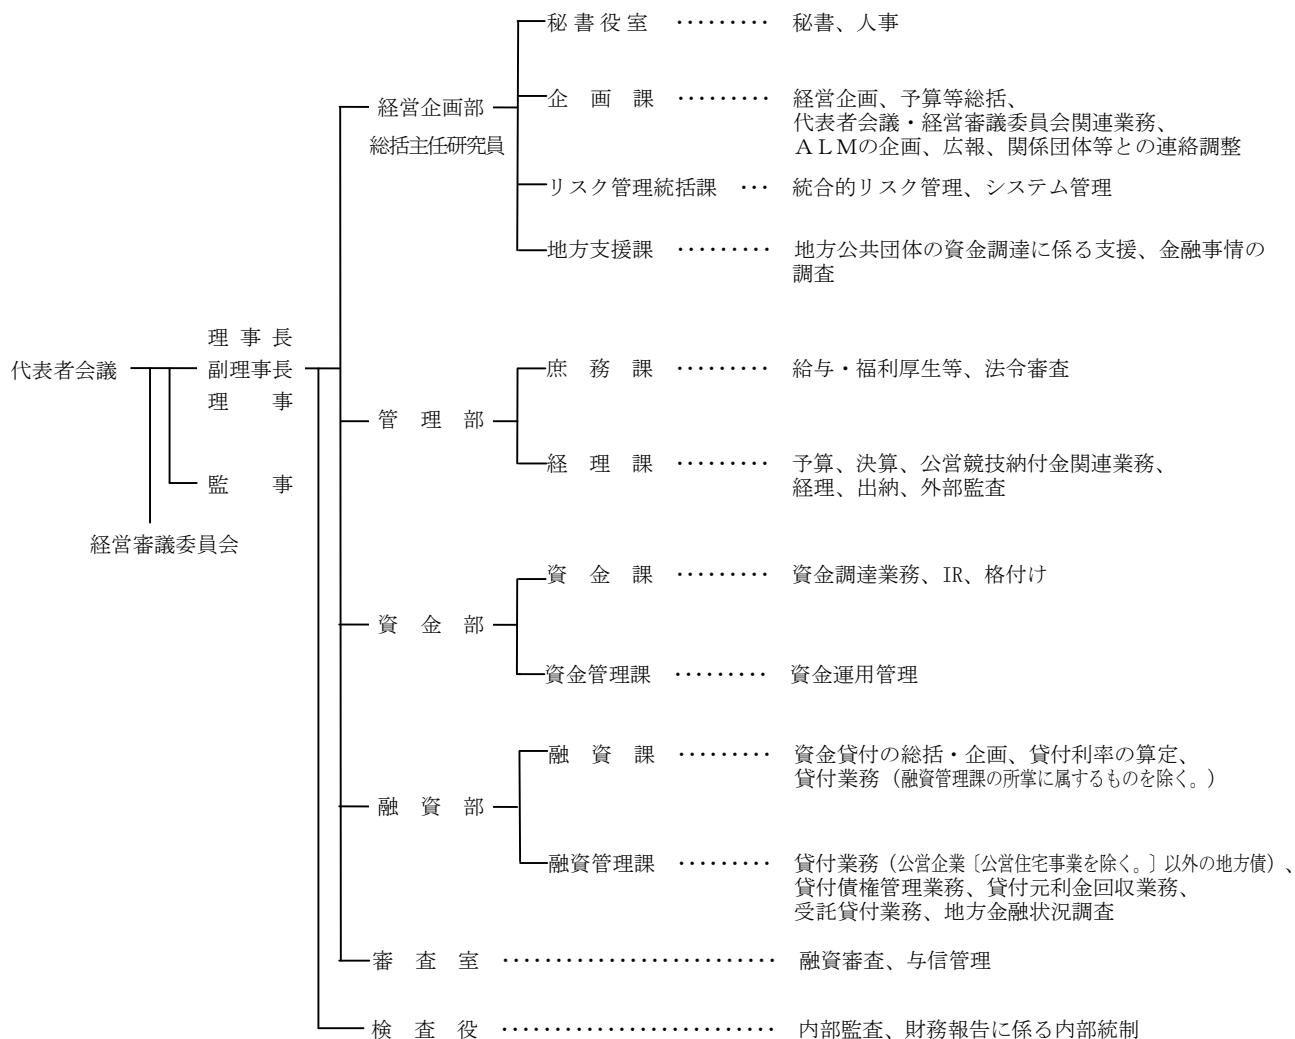 秘書役室 ········· 秘書、人事
経営企画部
総括主任研究員
企画課 ········· 経営企画、予算等総括、
代表者会議・経営審議委員会関連業務、
ＡＬＭの企画、広報、関係団体等との連絡調整
リスク管理統括課 ··· 統合的リスク管理、システム管理
地方支援課 ········· 地方公共団体の資金調達に係る支援、金融事情の
調査
代表者会議
理事長
副理事長
理事
監事
経営審議委員会
管理部
庶務課 ········· 給与・福利厚生等、法令審査
経理課 ········· 予算、決算、公営競技納付金関連業務、
経理、出納、外部監査
資金部
資金課 ········· 資金調達業務、IR、格付け
資金管理課 ········· 資金運用管理
融資部
融資課 ········· 資金貸付の総括・企画、貸付利率の算定、
貸付業務（融資管理課の所掌に属するものを除く。）
融資管理課 ········· 貸付業務（公営企業〔公営住宅事業を除く。〕以外の地方債）、
貸付債権管理業務、貸付元利金回収業務、
受託貸付業務、地方金融状況調査
審査室 ·························· 融資審査、与信管理
検査役 ·························· 内部監査、財務報告に係る内部統制